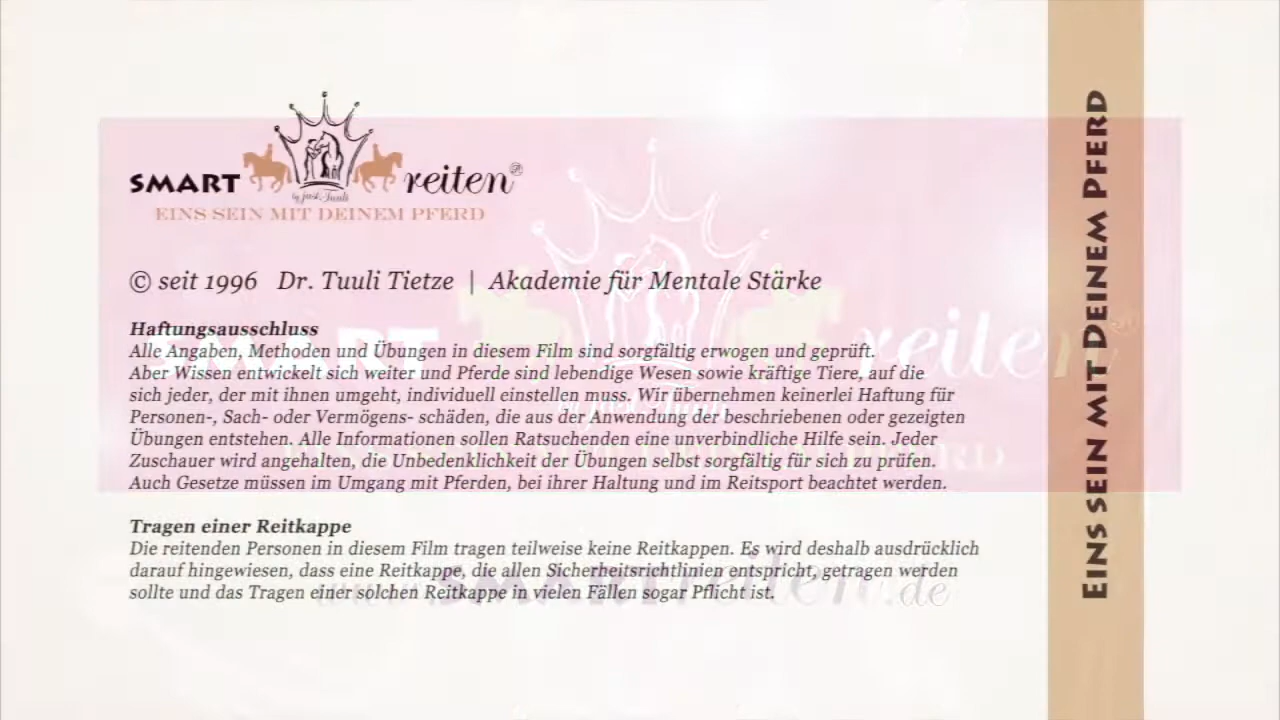 SMART reiten®
by just Tuuli
EINS SEIN MIT DEINEM PFERD
© seit 1996 Dr. Tuuli Tietze | Akademie für Mentale Stärke
Haftungsausschluss
Alle Angaben, Methoden und Übungen in diesem Film sind sorgfältig erwogen und geprüft.
Aber Wissen entwickelt sich weiter und Pferde sind lebendige Wesen sowie kräftige Tiere, auf die
sich jeder, der mit ihnen umgeht, individuell einstellen muss. Wir übernehmen keinerlei Haftung für
Personen-, Sach- oder Vermögens- schäden, die aus der Anwendung der beschriebenen oder gezeigten
Übungen entstehen. Alle Informationen sollen Ratsuchenden eine unverbindliche Hilfe sein. Jeder
Zuschauer wird angehalten, die Unbedenklichkeit der Übungen selbst sorgfältig für sich zu prüfen.
Auch Gesetze müssen im Umgang mit Pferden, bei ihrer Haltung und im Reitsport beachtet werden.
Tragen einer Reitkappe
Die reitenden Personen in diesem Film tragen teilweise keine Reitkappen. Es wird deshalb ausdrücklich
darauf hingewiesen, dass eine Reitkappe, die allen Sicherheitsrichtlinien entspricht, getragen werden
sollte und das Tragen einer solchen Reitkappe in vielen Fällen sogar Pflicht ist.
EINS SEIN MIT DEINEM PFERD
SMART reiten®
by just Tuuli
www.SMARTreiten.de